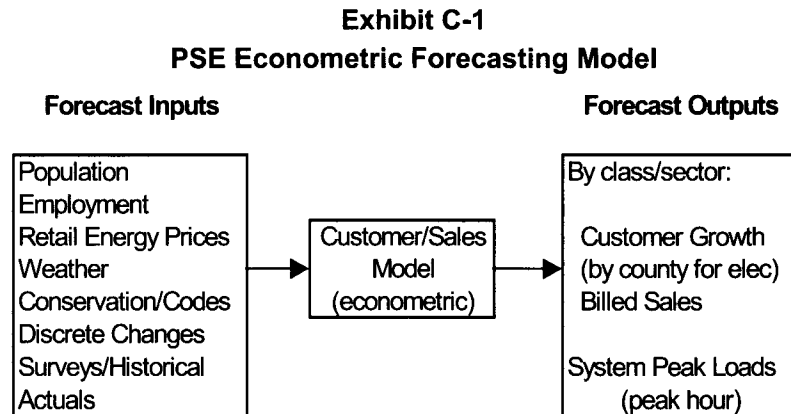 Exhibit C-1
PSE Econometric Forecasting Model
Forecast Inputs
Population
Employment
Retail Energy Prices
Weather
Conservation/Codes
Discrete Changes
Surveys/Historical
Actuals
Customer/Sales
Model
(econometric)
Forecast Outputs
By class/sector:
Customer Growth
(by county for elec)
Billed Sales
System Peak Loads
(peak hour)